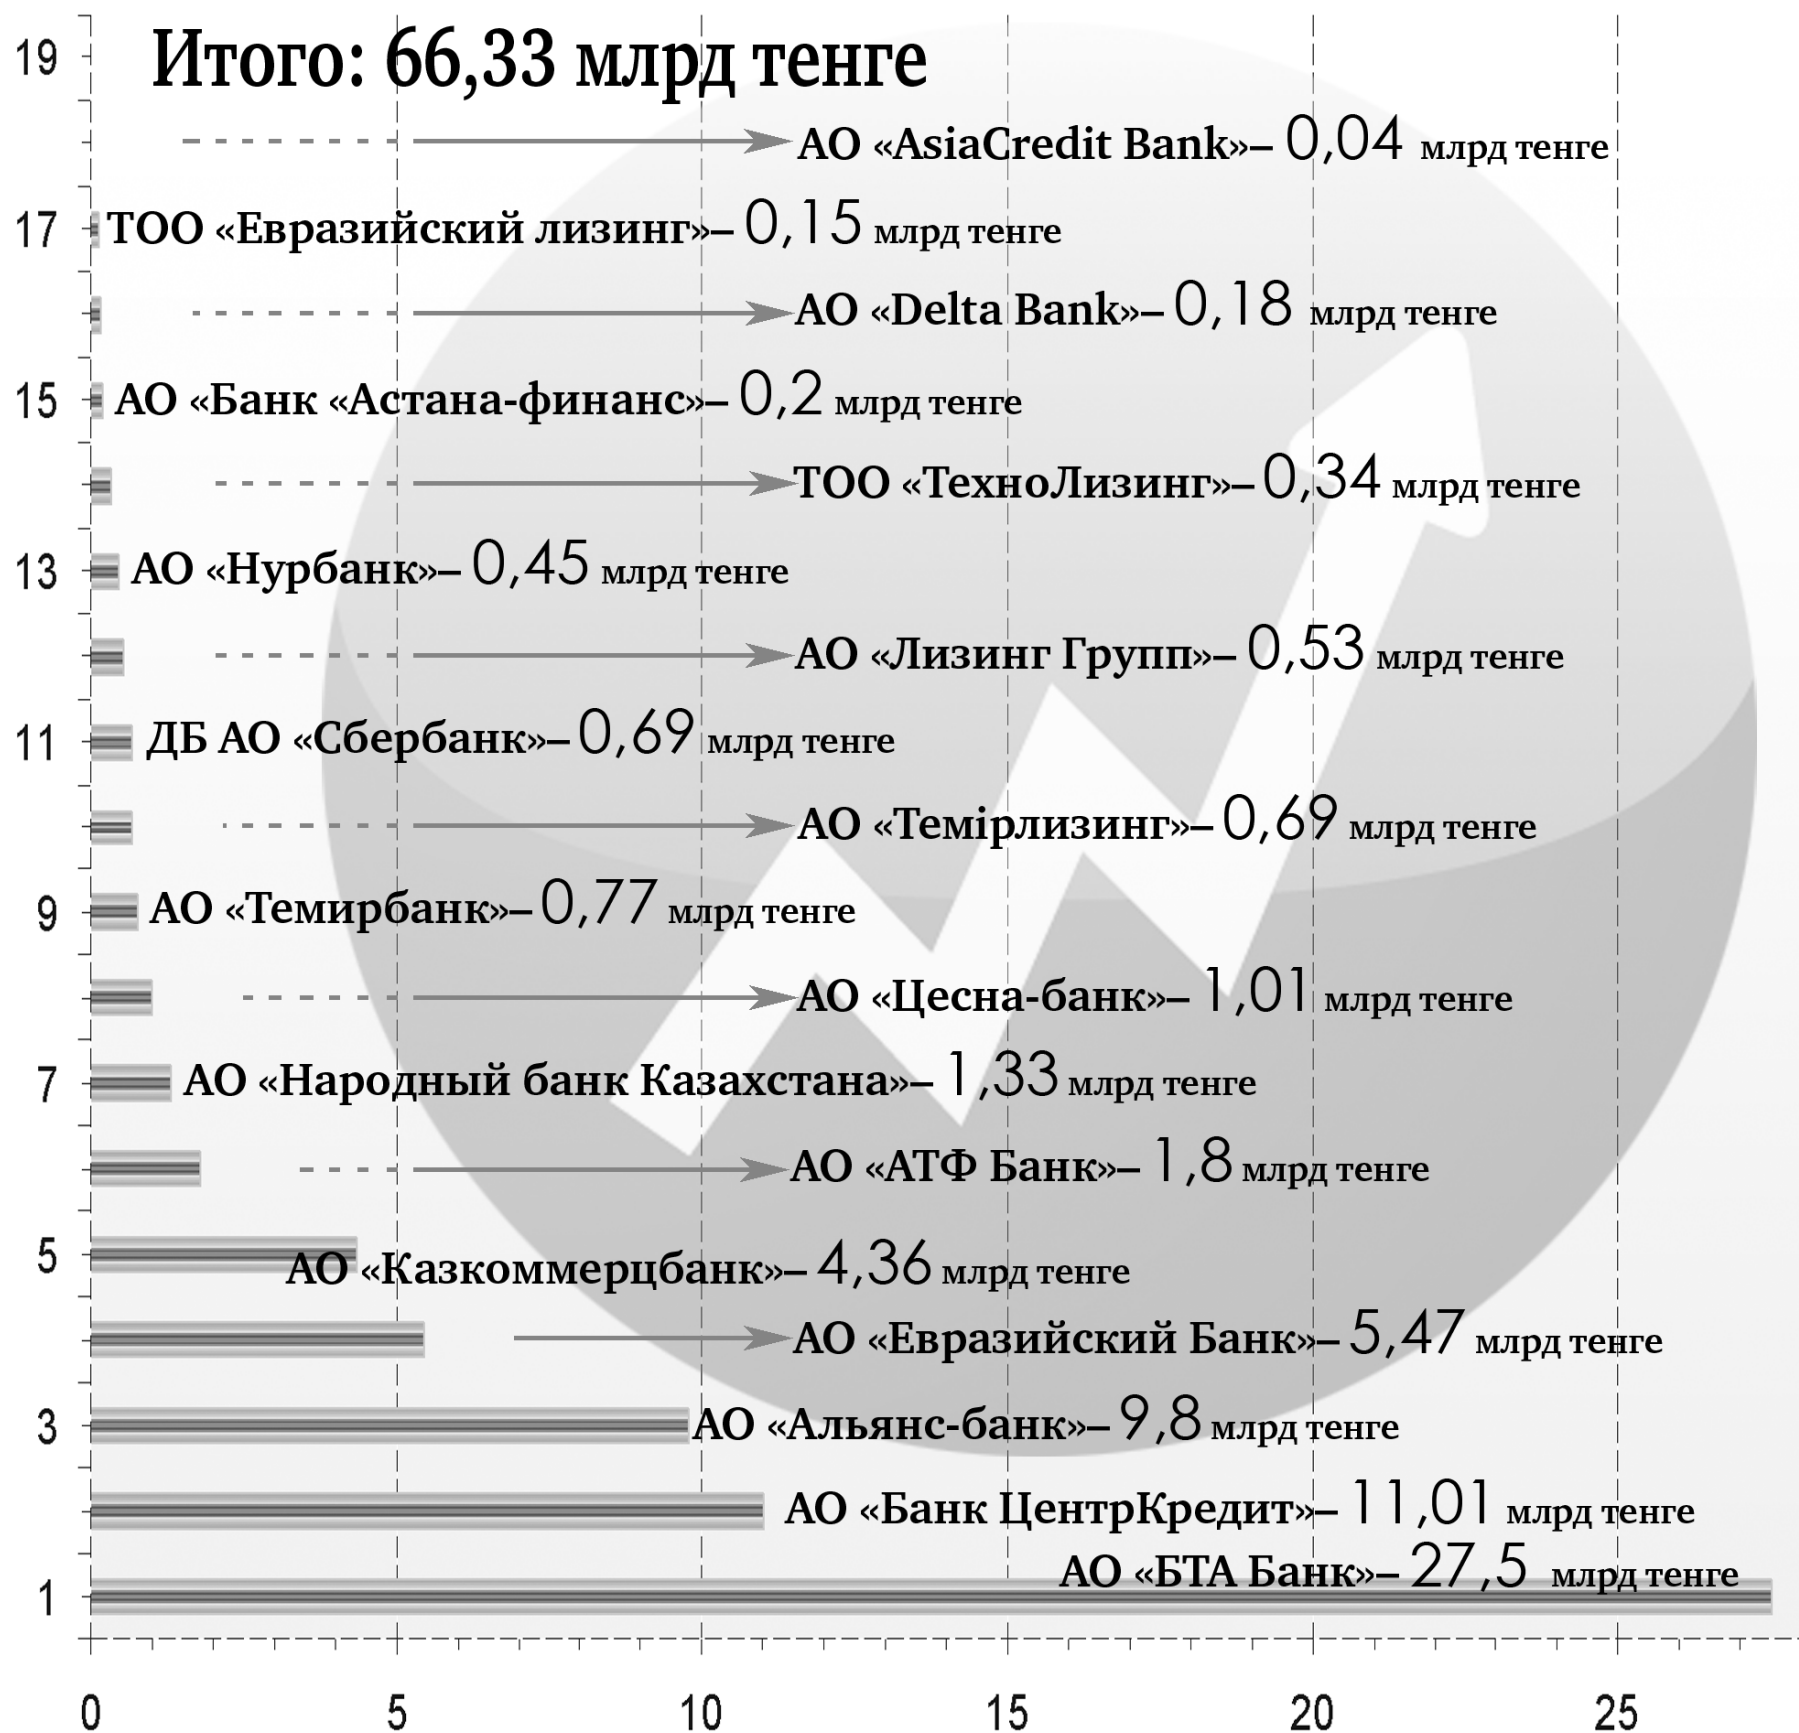 19
Итого: 66,33 млрд тенге
АО «AsiaCredit Bank»– 0,04 млрд тенге
17 ТОО «Евразийский лизинг»– 0,15 млрд тенге
АО «Delta Bank»– 0,18 млрд тенге
15 АО «Банк «Астана-финанс»– 0,2 млрд тенге
ТОО «ТехноЛизинг»– 0,34 млрд тенге
13 АО «Нурбанк»– 0,45 млрд тенге
АО «Лизинг Групп»– 0,53 млрд тенге
11 ДБ АО «Сбербанк»– 0,69 млрд тенге
АО «Темiрлизинг»– 0,69 млрд тенге
9 АО «Темирбанк»– 0,77 млрд тенге
АО «Цесна-банк»– 1,01 млрд тенге
7 АО «Народный банк Казахстана»– 1,33 млрд тенге
АО «АТФ Банк»– 1,8 млрд тенге
5 АО «Казкоммерцбанк»– 4,36 млрд тенге
АО «Евразийский Банк»– 5,47 млрд тенге
3 АО «Альянс-банк»– 9,8 млрд тенге
АО «Банк ЦентрКредит»– 11,01 млрд тенге
АО «БТА Банк»– 27,5 млрд тенге
1
0 5 10 15 20 25